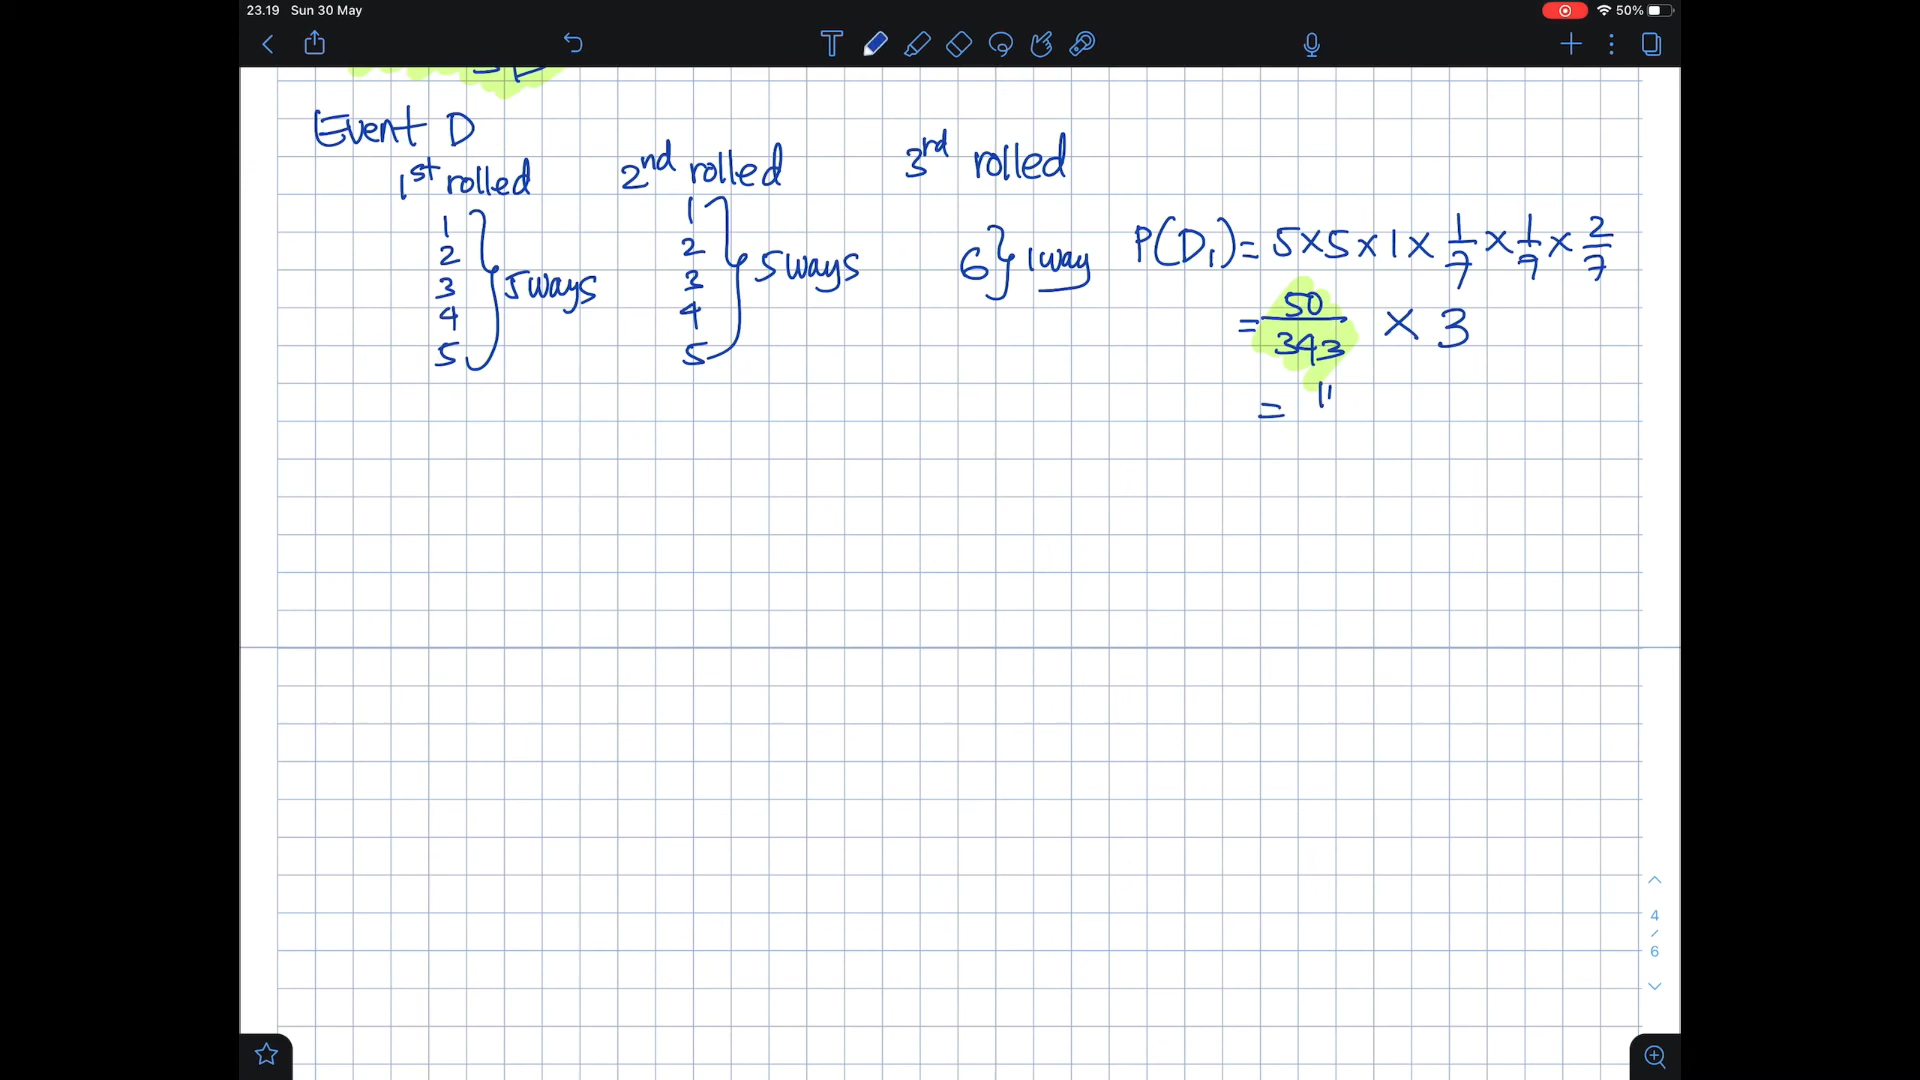 23.19 Sun 30 May
50%
T
Event D
1st rolled 2nd rolled 3rd rolled
1
2
3
4
5
5 ways
1
2
3
4
5
5 ways
6 } 1 way
P(D₁) = 5 × 5 × 1 × 1/7 × 1/7 × 2/7
= 50/343 × 3
=
4
/
6